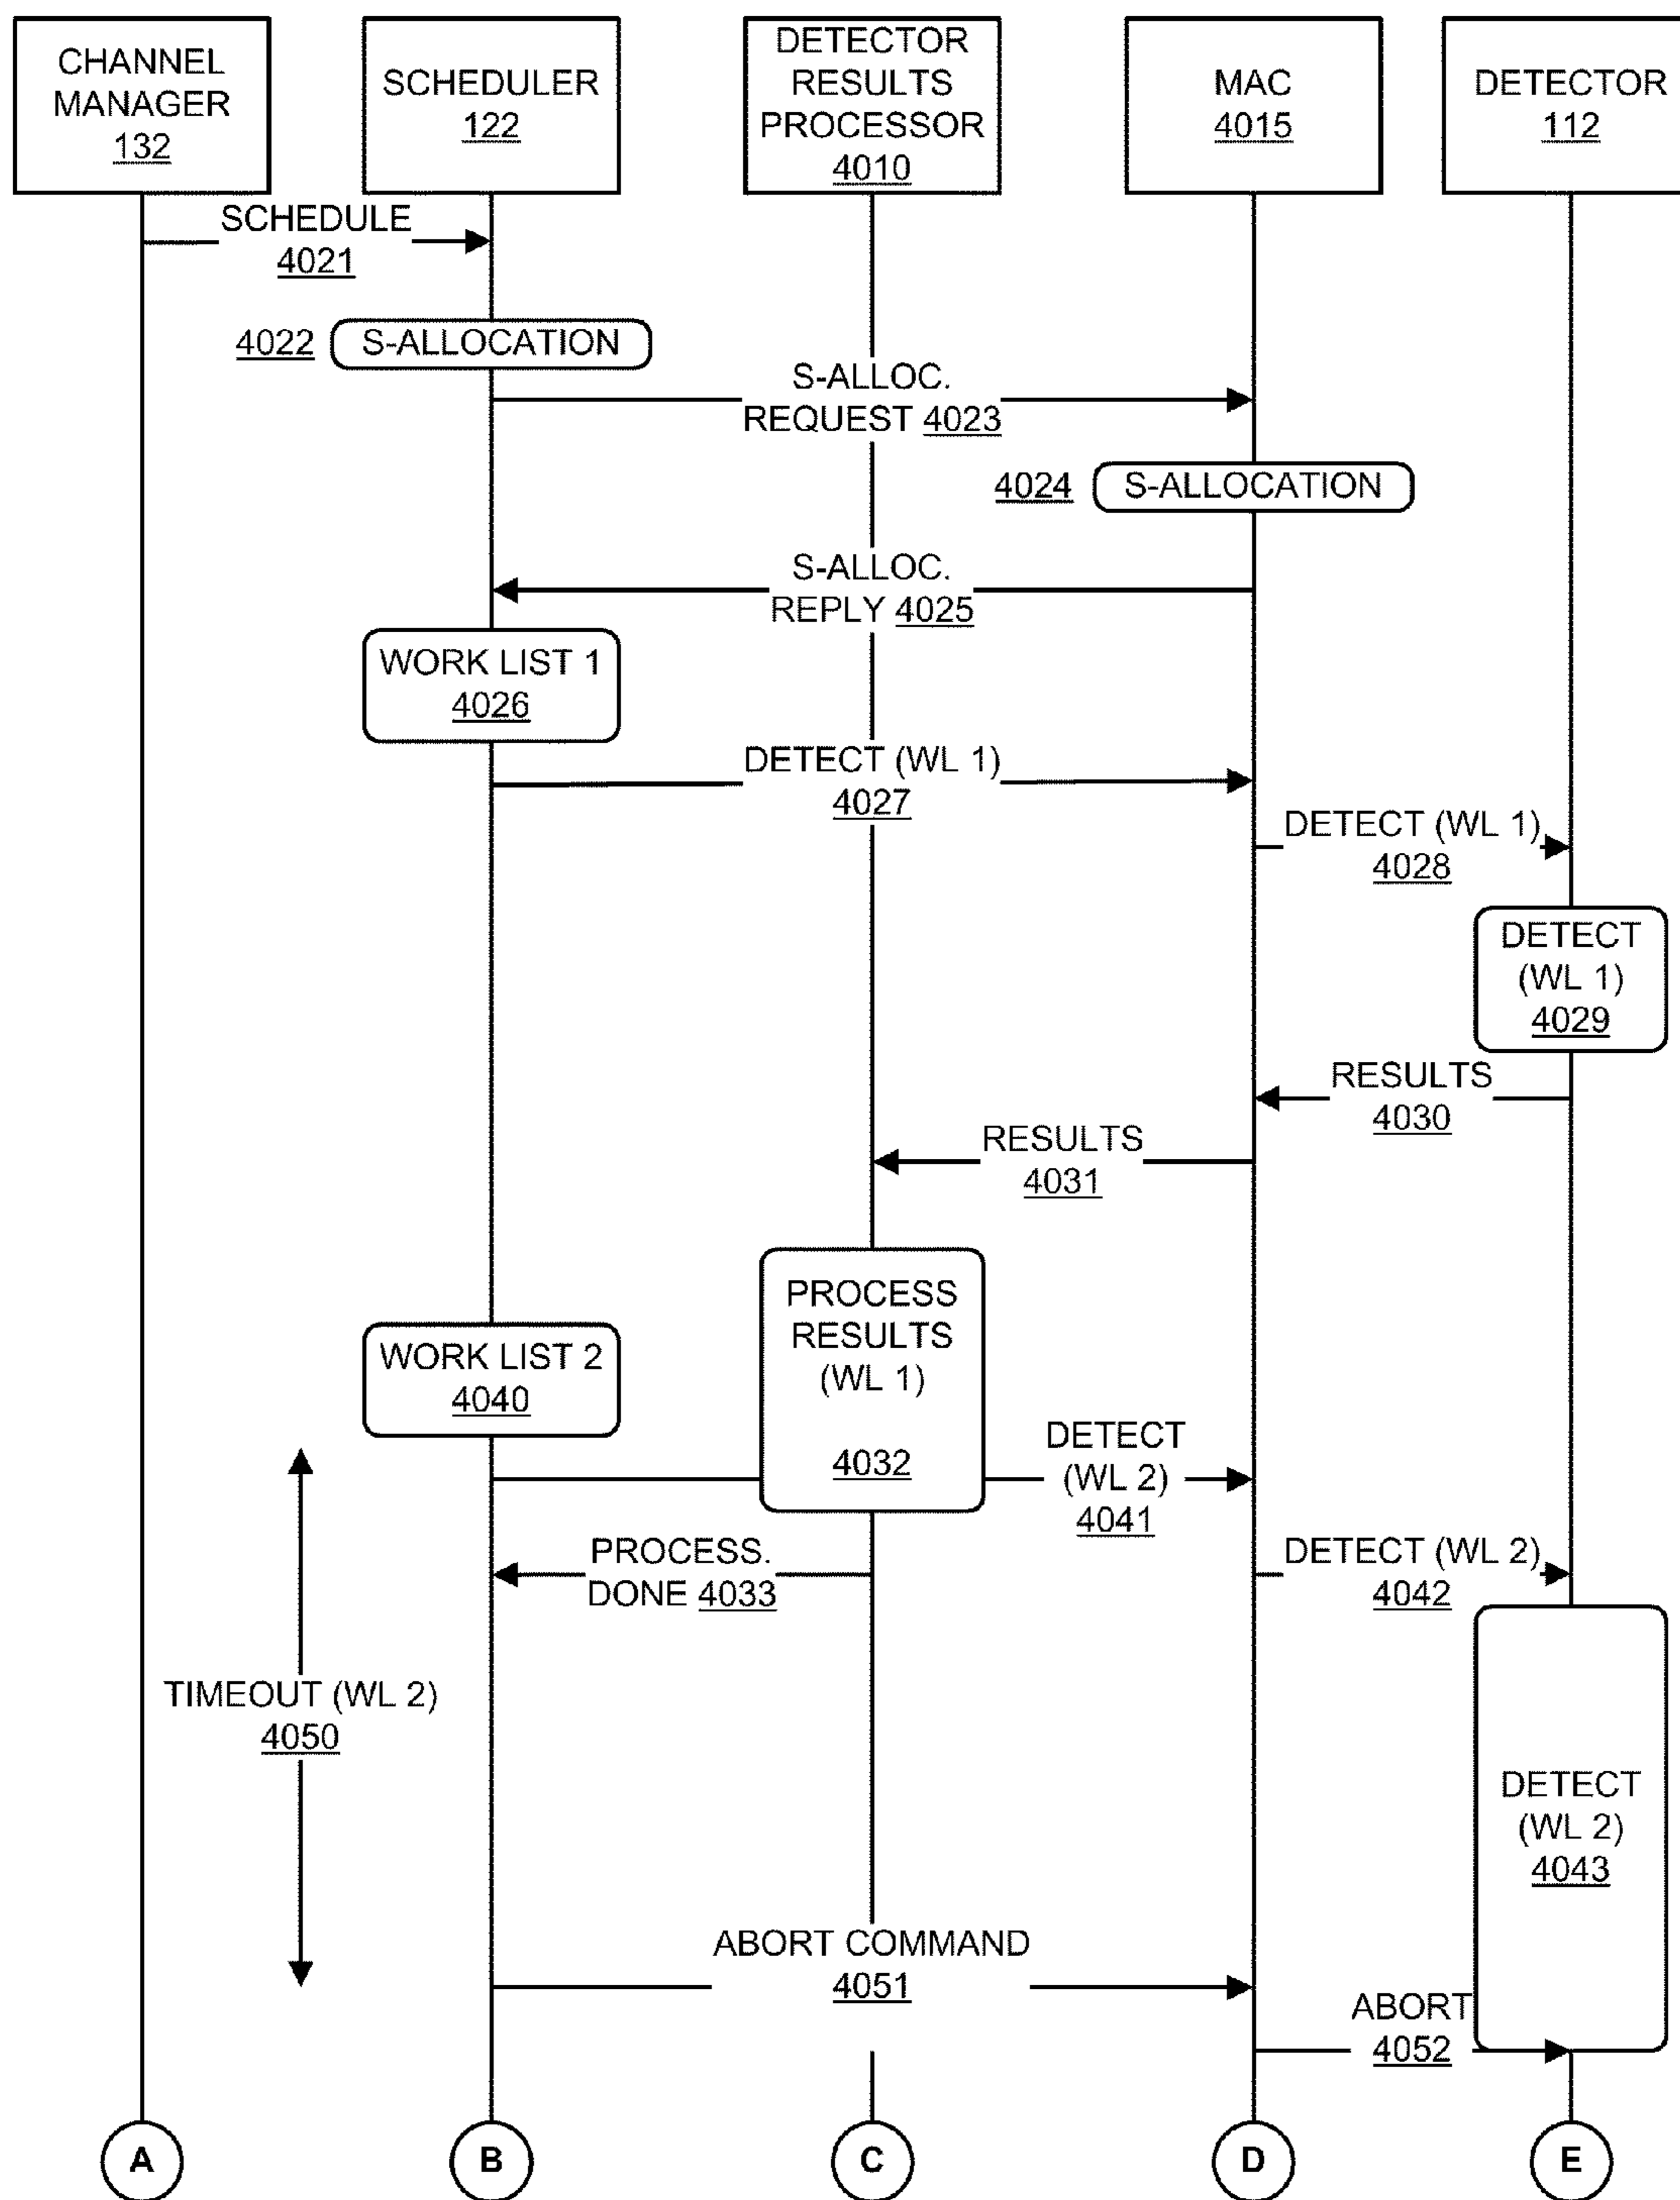 CHANNEL
MANAGER
132
SCHEDULER
122
DETECTOR
RESULTS
PROCESSOR
4010
MAC
4015
DETECTOR
112
SCHEDULE
4021
4022
S-ALLOCATION
S-ALLOC.
REQUEST 4023
4024
S-ALLOCATION
S-ALLOC.
REPLY 4025
WORK LIST 1
4026
DETECT (WL 1)
4027
DETECT (WL 1)
4028
DETECT
(WL 1)
4029
RESULTS
4030
RESULTS
4031
PROCESS
RESULTS
(WL 1)
4032
WORK LIST 2
4040
DETECT
(WL 2)
4041
PROCESS.
DONE 4033
DETECT (WL 2)
4042
TIMEOUT (WL 2)
4050
DETECT
(WL 2)
4043
ABORT COMMAND
4051
ABORT
4052
A
B
C
D
E